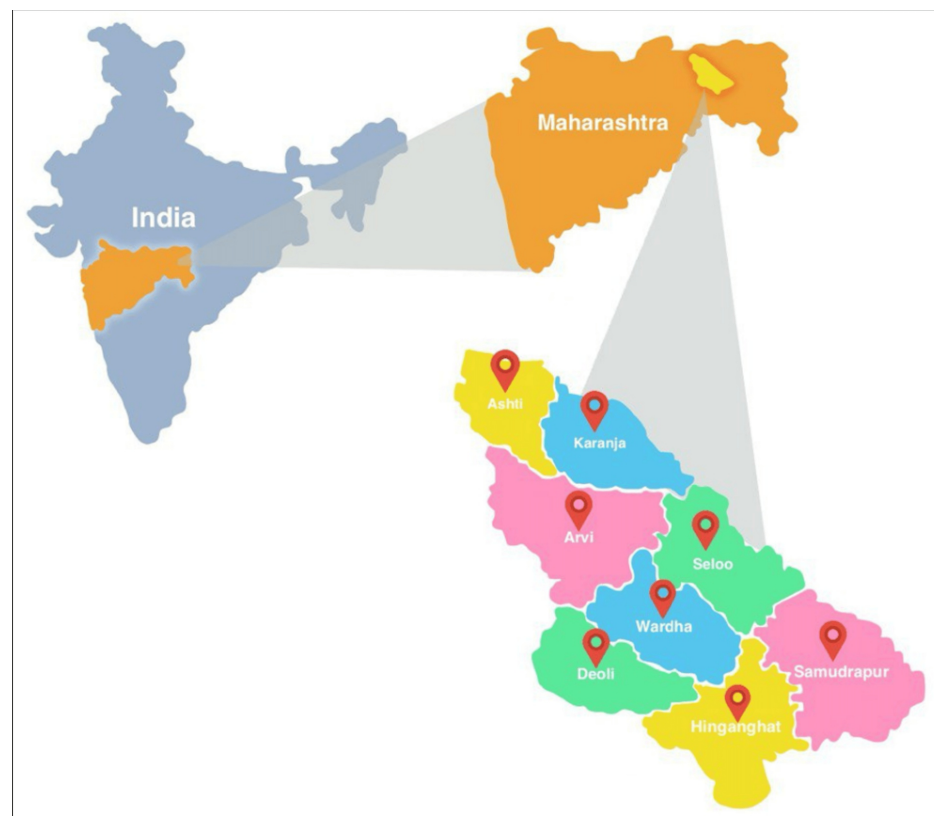 Maharashtra
India
Ashti
Karanja
Arvi
Seloo
Wardha
Deoli
Samudrapur
Hinganghat